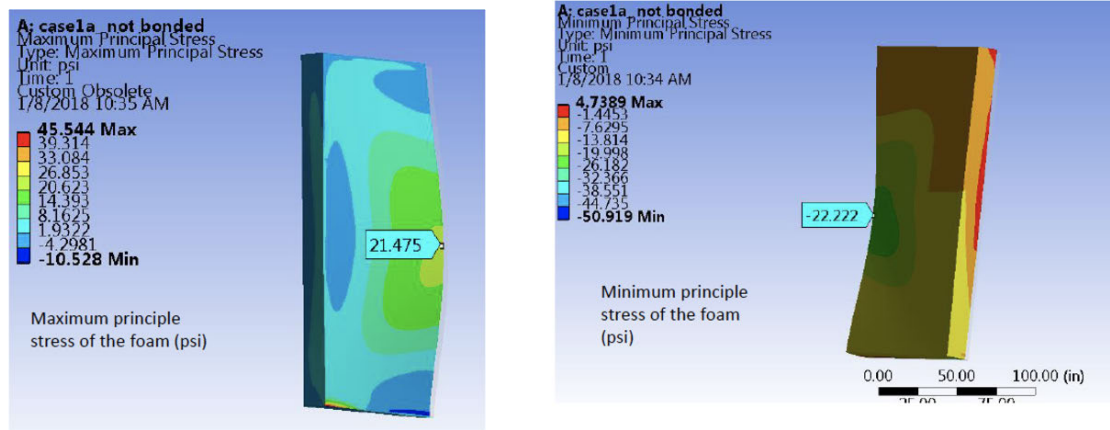 A: case1a_not bonded
Maximum Principal Stress
Type: Maximum Principal Stress
Unit: psi
Time: 1
Custom Obsolete
1/8/2018 10:35 AM
45.544 Max
39.314
33.084
26.853
20.623
14.393
8.1625
1.9322
-4.2981
-10.528 Min
21.475
Maximum principle
stress of the foam (psi)
A: case1a_not bonded
Minimum Principal Stress
Type: Minimum Principal Stress
Unit: psi
Time: 1
Custom
1/8/2018 10:34 AM
4.7389 Max
-1.4453
-7.6295
-13.814
-19.998
-26.182
-32.366
-38.551
-44.735
-50.919 Min
-22.222
Minimum principle
stress of the foam
(psi)
0.00 50.00 100.00 (in)
25.00 75.00